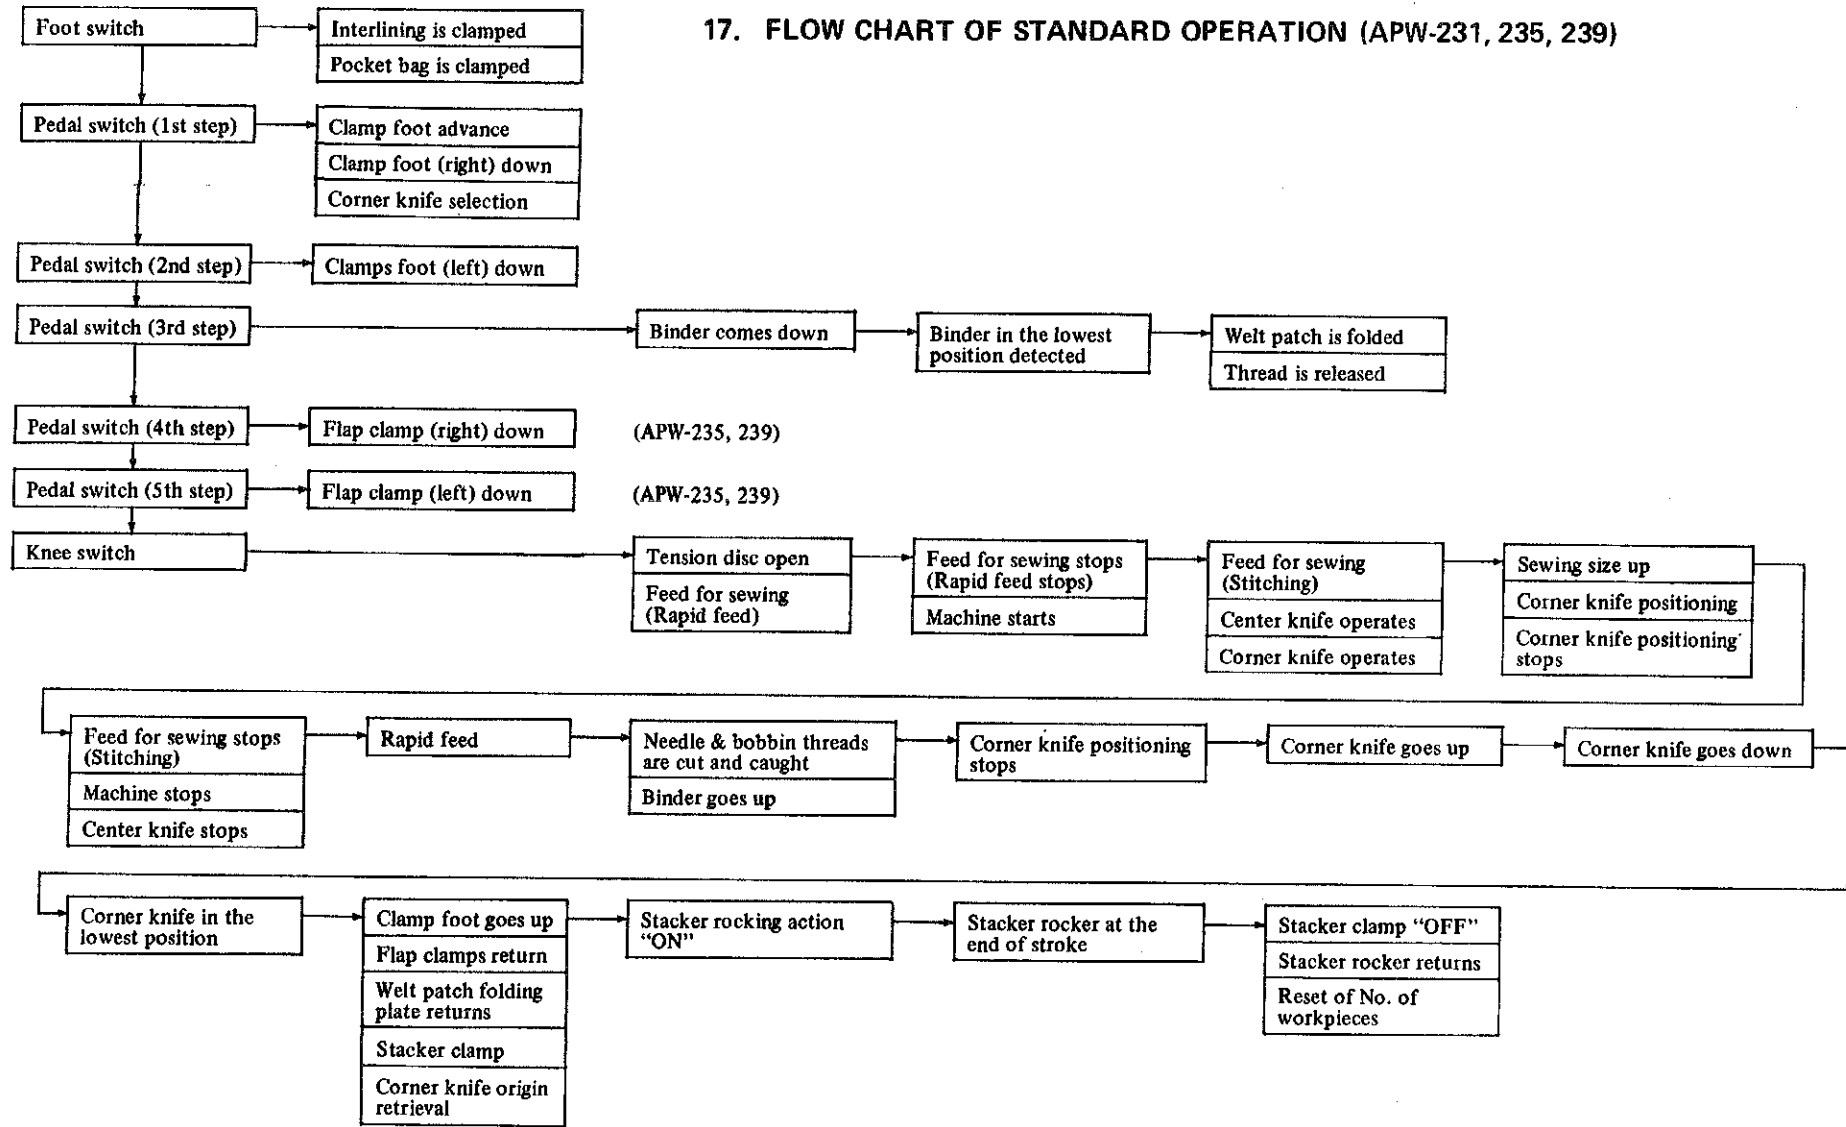 17. FLOW CHART OF STANDARD OPERATION (APW-231, 235, 239)
Foot switch
Interlining is clamped
Pocket bag is clamped
Pedal switch (1st step)
Clamp foot advance
Clamp foot (right) down
Corner knife selection
Pedal switch (2nd step)
Clamps foot (left) down
Pedal switch (3rd step)
Binder comes down
Binder in the lowest
position detected
Welt patch is folded
Thread is released
Pedal switch (4th step)
Flap clamp (right) down
(APW-235, 239)
Pedal switch (5th step)
Flap clamp (left) down
(APW-235, 239)
Knee switch
Tension disc open
Feed for sewing
(Rapid feed)
Feed for sewing stops
(Rapid feed stops)
Machine starts
Feed for sewing
(Stitching)
Center knife operates
Corner knife operates
Sewing size up
Corner knife positioning
Corner knife positioning
stops
Feed for sewing stops
(Stitching)
Machine stops
Center knife stops
Rapid feed
Needle & bobbin threads
are cut and caught
Binder goes up
Corner knife positioning
stops
Corner knife goes up
Corner knife goes down
Corner knife in the
lowest position
Clamp foot goes up
Flap clamps return
Welt patch folding
plate returns
Stacker clamp
Corner knife origin
retrieval
Stacker rocking action
“ON”
Stacker rocker at the
end of stroke
Stacker clamp “OFF”
Stacker rocker returns
Reset of No. of
workpieces